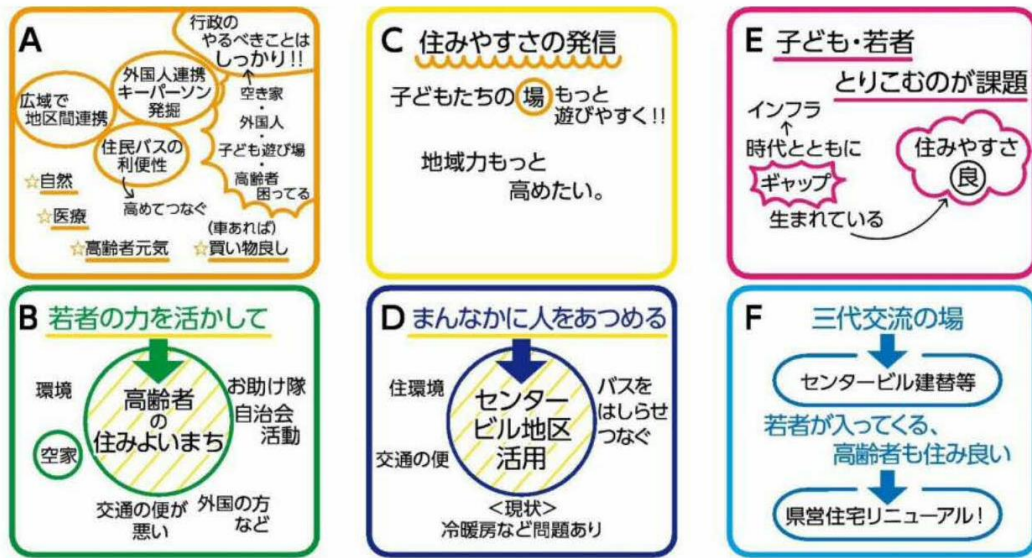 A
行政の
やるべきことは
しっかり!!
外国人連携
キーパーソン
発掘
広域で
地区間連携
住民バスの
利便性
高めてつなぐ
空き家
・
外国人
・
子ども遊び場
・
高齢者
困ってる
☆自然
☆医療
☆高齢者元気
(車あれば)
☆買い物良し
B 若者の力を活かして
高齢者
の
住みよいまち
環境
空家
お助け隊
自治会
活動
交通の便が
悪い
外国の方
など
C 住みやすさの発信
子どもたちの場もっと
遊びやすく!!
地域力もっと
高めたい。
D まんなかに人をあつめる
センター
ビル地区
活用
住環境
交通の便
バスを
はしらせ
つなぐ
<現状>
冷暖房など問題あり
E 子ども・若者
とりこむのが課題
インフラ
時代とともに
ギャップ
生まれている
住みやすさ
良
F 三代交流の場
センタービル建替等
若者が入ってくる、
高齢者も住み良い
県営住宅リニューアル!